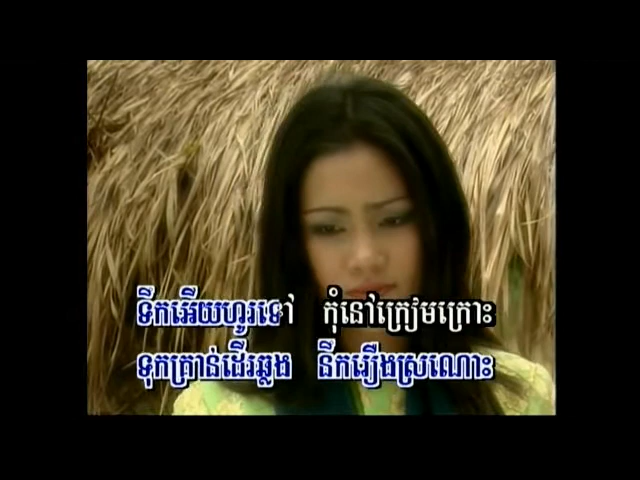 ទឹកអើយហូរទៅ កុំនៅក្រៀមក្រោះ
ទុកគ្រាន់ដើរឆ្លង នឹករឿងស្រណោះ